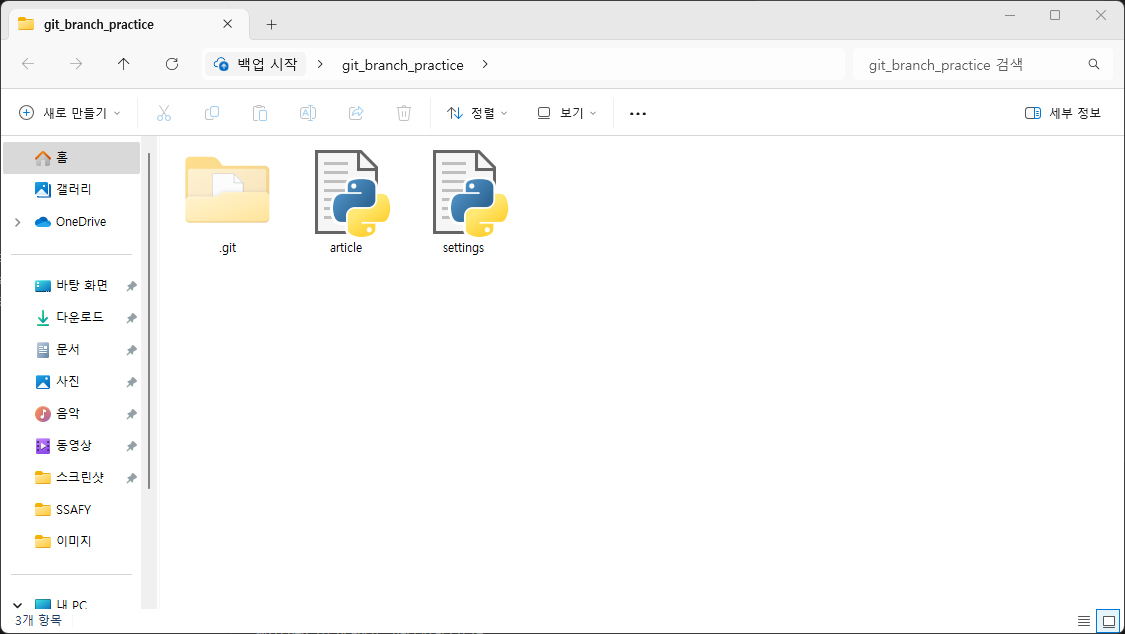 git_branch_practice
백업 시작 git_branch_practice
git_branch_practice 검색
새로 만들기 정렬 보기 세부 정보
홈
갤러리
OneDrive
바탕 화면
다운로드
문서
사진
음악
동영상
스크린샷
SSAFY
이미지
내 PC
.git article settings
3개 항목